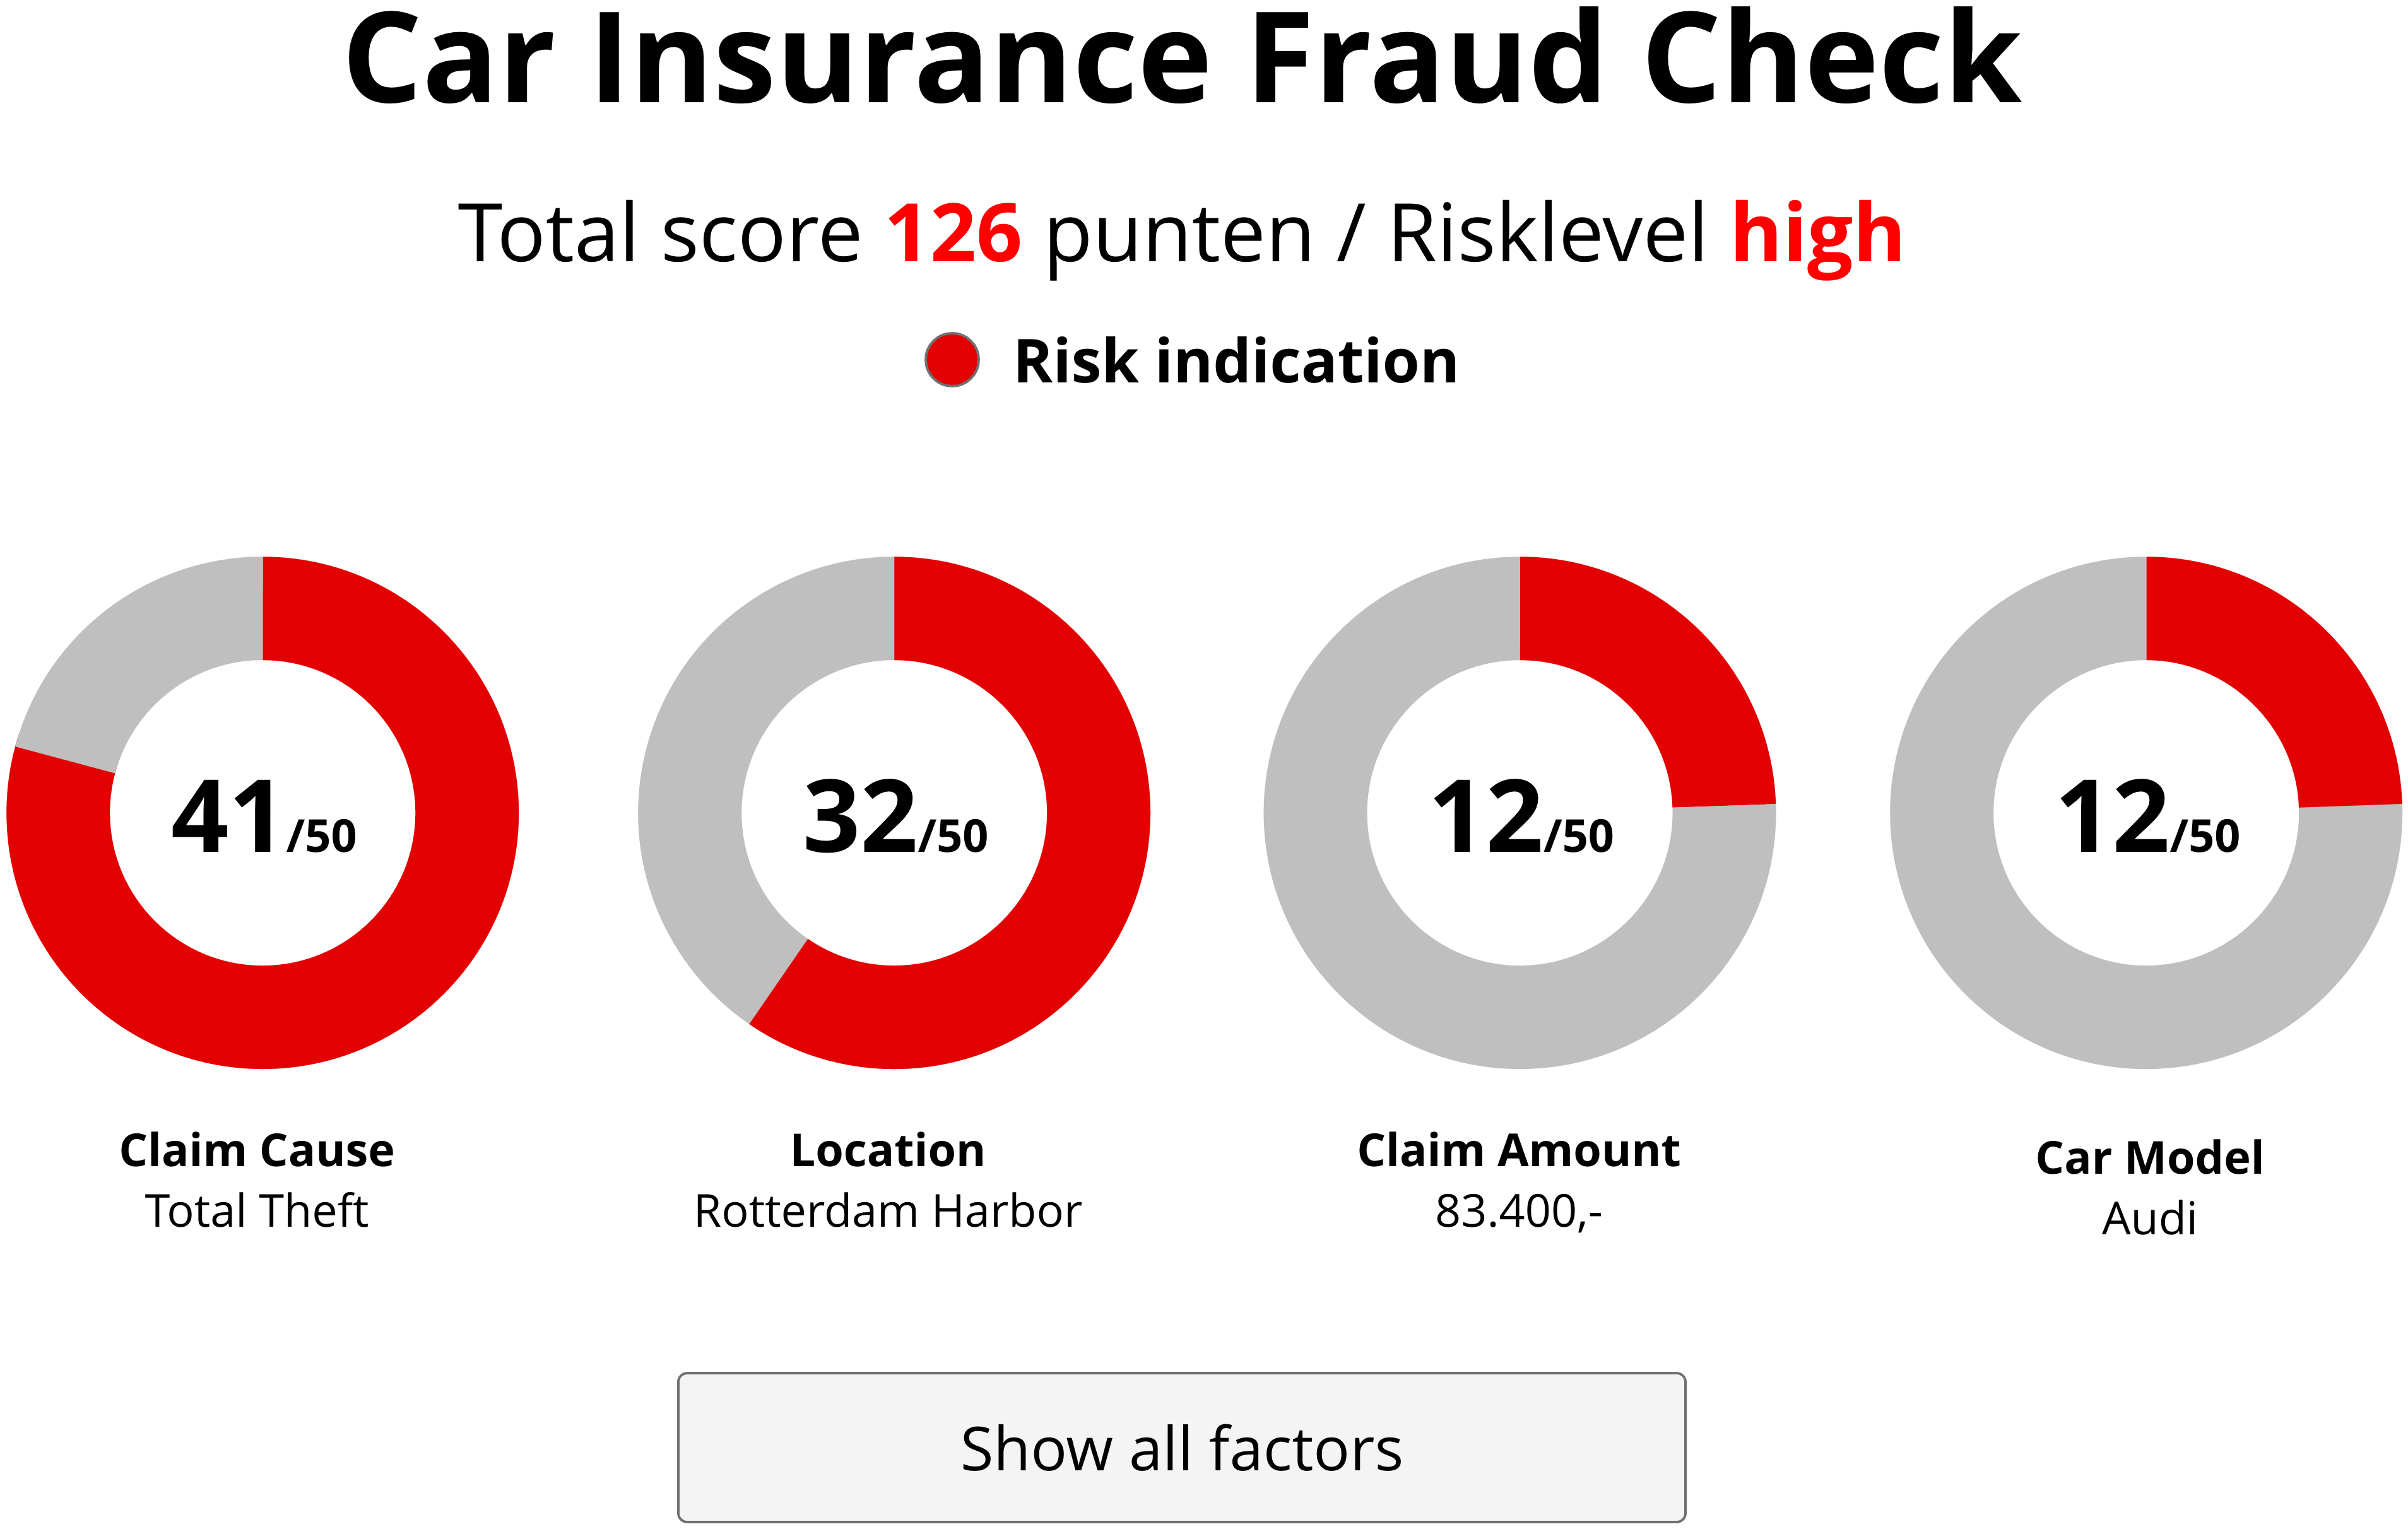 Car Insurance Fraud Check
Total score 126 punten / Risklevel high
Risk indication
41/50
32/50
12/50
12/50
Claim Cause
Total Theft
Location
Rotterdam Harbor
Claim Amount
83.400,-
Car Model
Audi
Show all factors